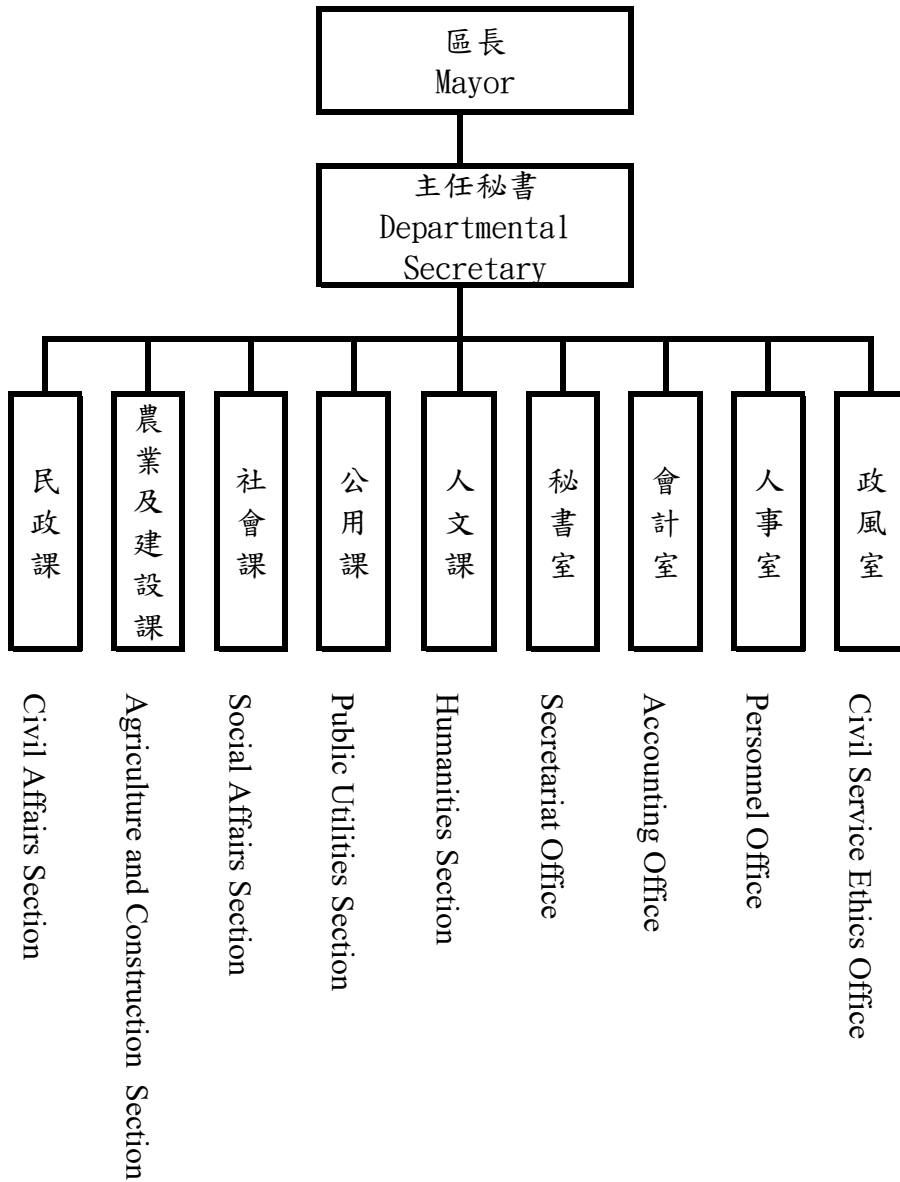 區長
Mayor
主任秘書
Departmental
Secretary
民政課
農業及建設課
社會課
公用課
人文課
秘書室
會計室
人事室
政風室
Civil Affairs Section
Agriculture and Construction Section
Social Affairs Section
Public Utilities Section
Humanities Section
Secretariat Office
Accounting Office
Personnel Office
Civil Service Ethics Office